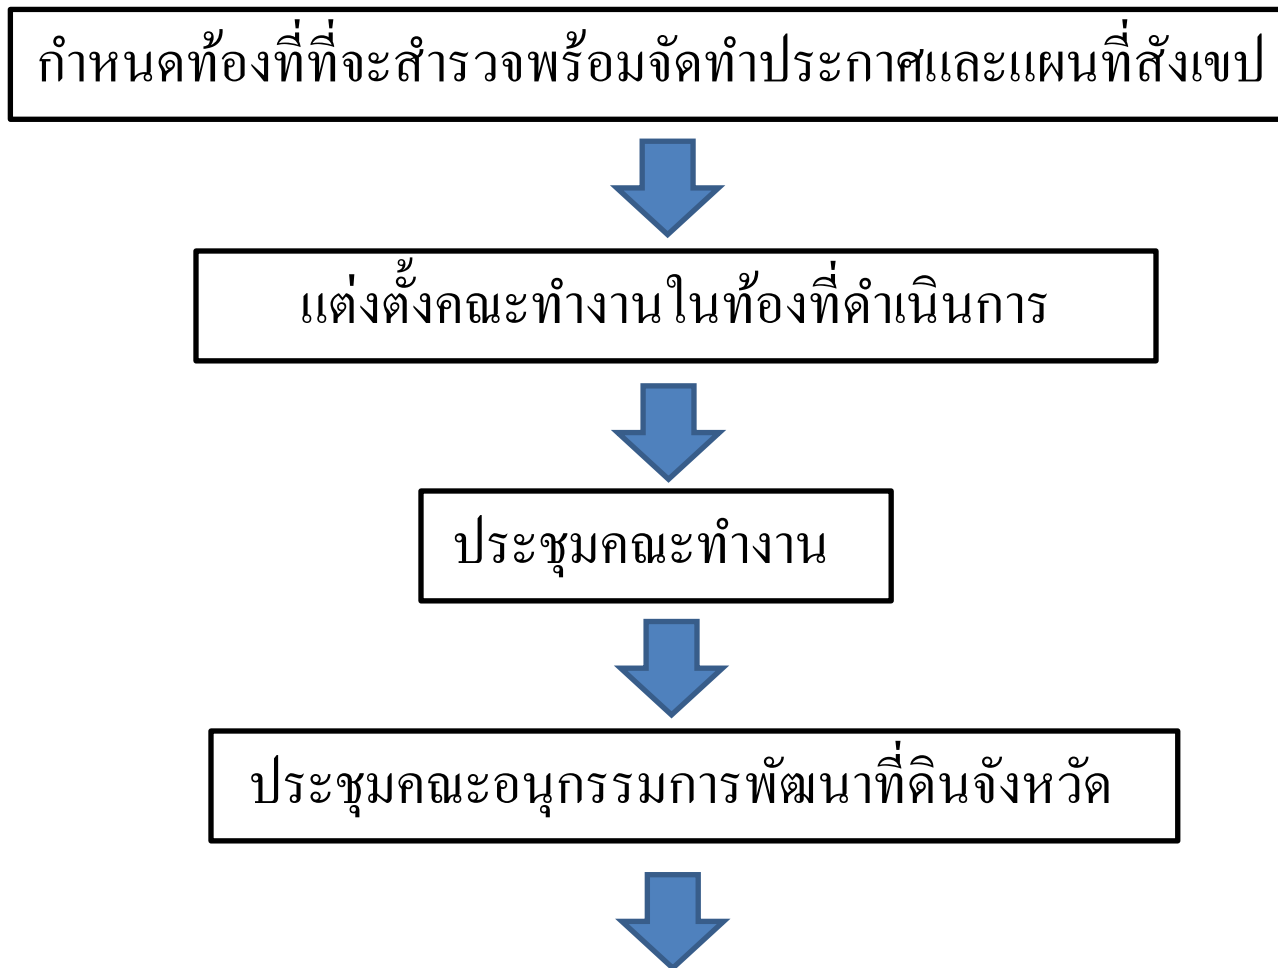 กำหนดท้องที่ที่จะสำรวจพร้อมจัดทำประกาศและแผนที่สังเขป
แต่งตั้งคณะทำงานในท้องที่ดำเนินการ
ประชุมคณะทำงาน
ประชุมคณะอนุกรรมการพัฒนาที่ดินจังหวัด